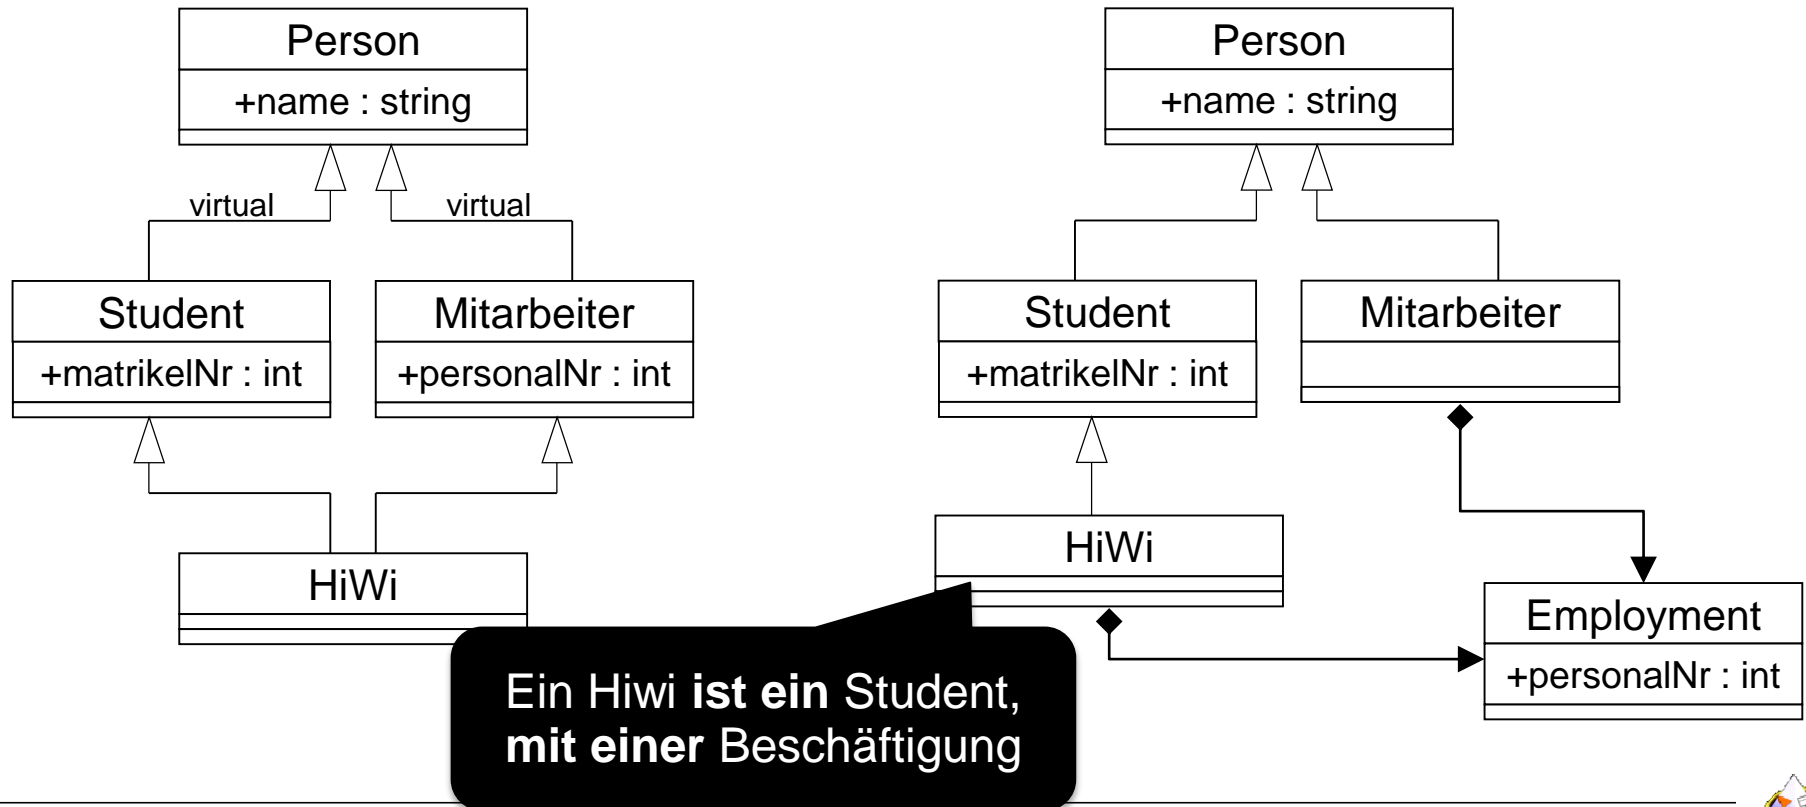 Person
+name : string
virtual
virtual
Student
+matrikelNr : int
Mitarbeiter
+personalNr : int
HiWi
Person
+name : string
Student
+matrikelNr : int
Mitarbeiter
HiWi
Employment
+personalNr : int
Ein Hiwi ist ein Student,
mit einer Beschäftigung